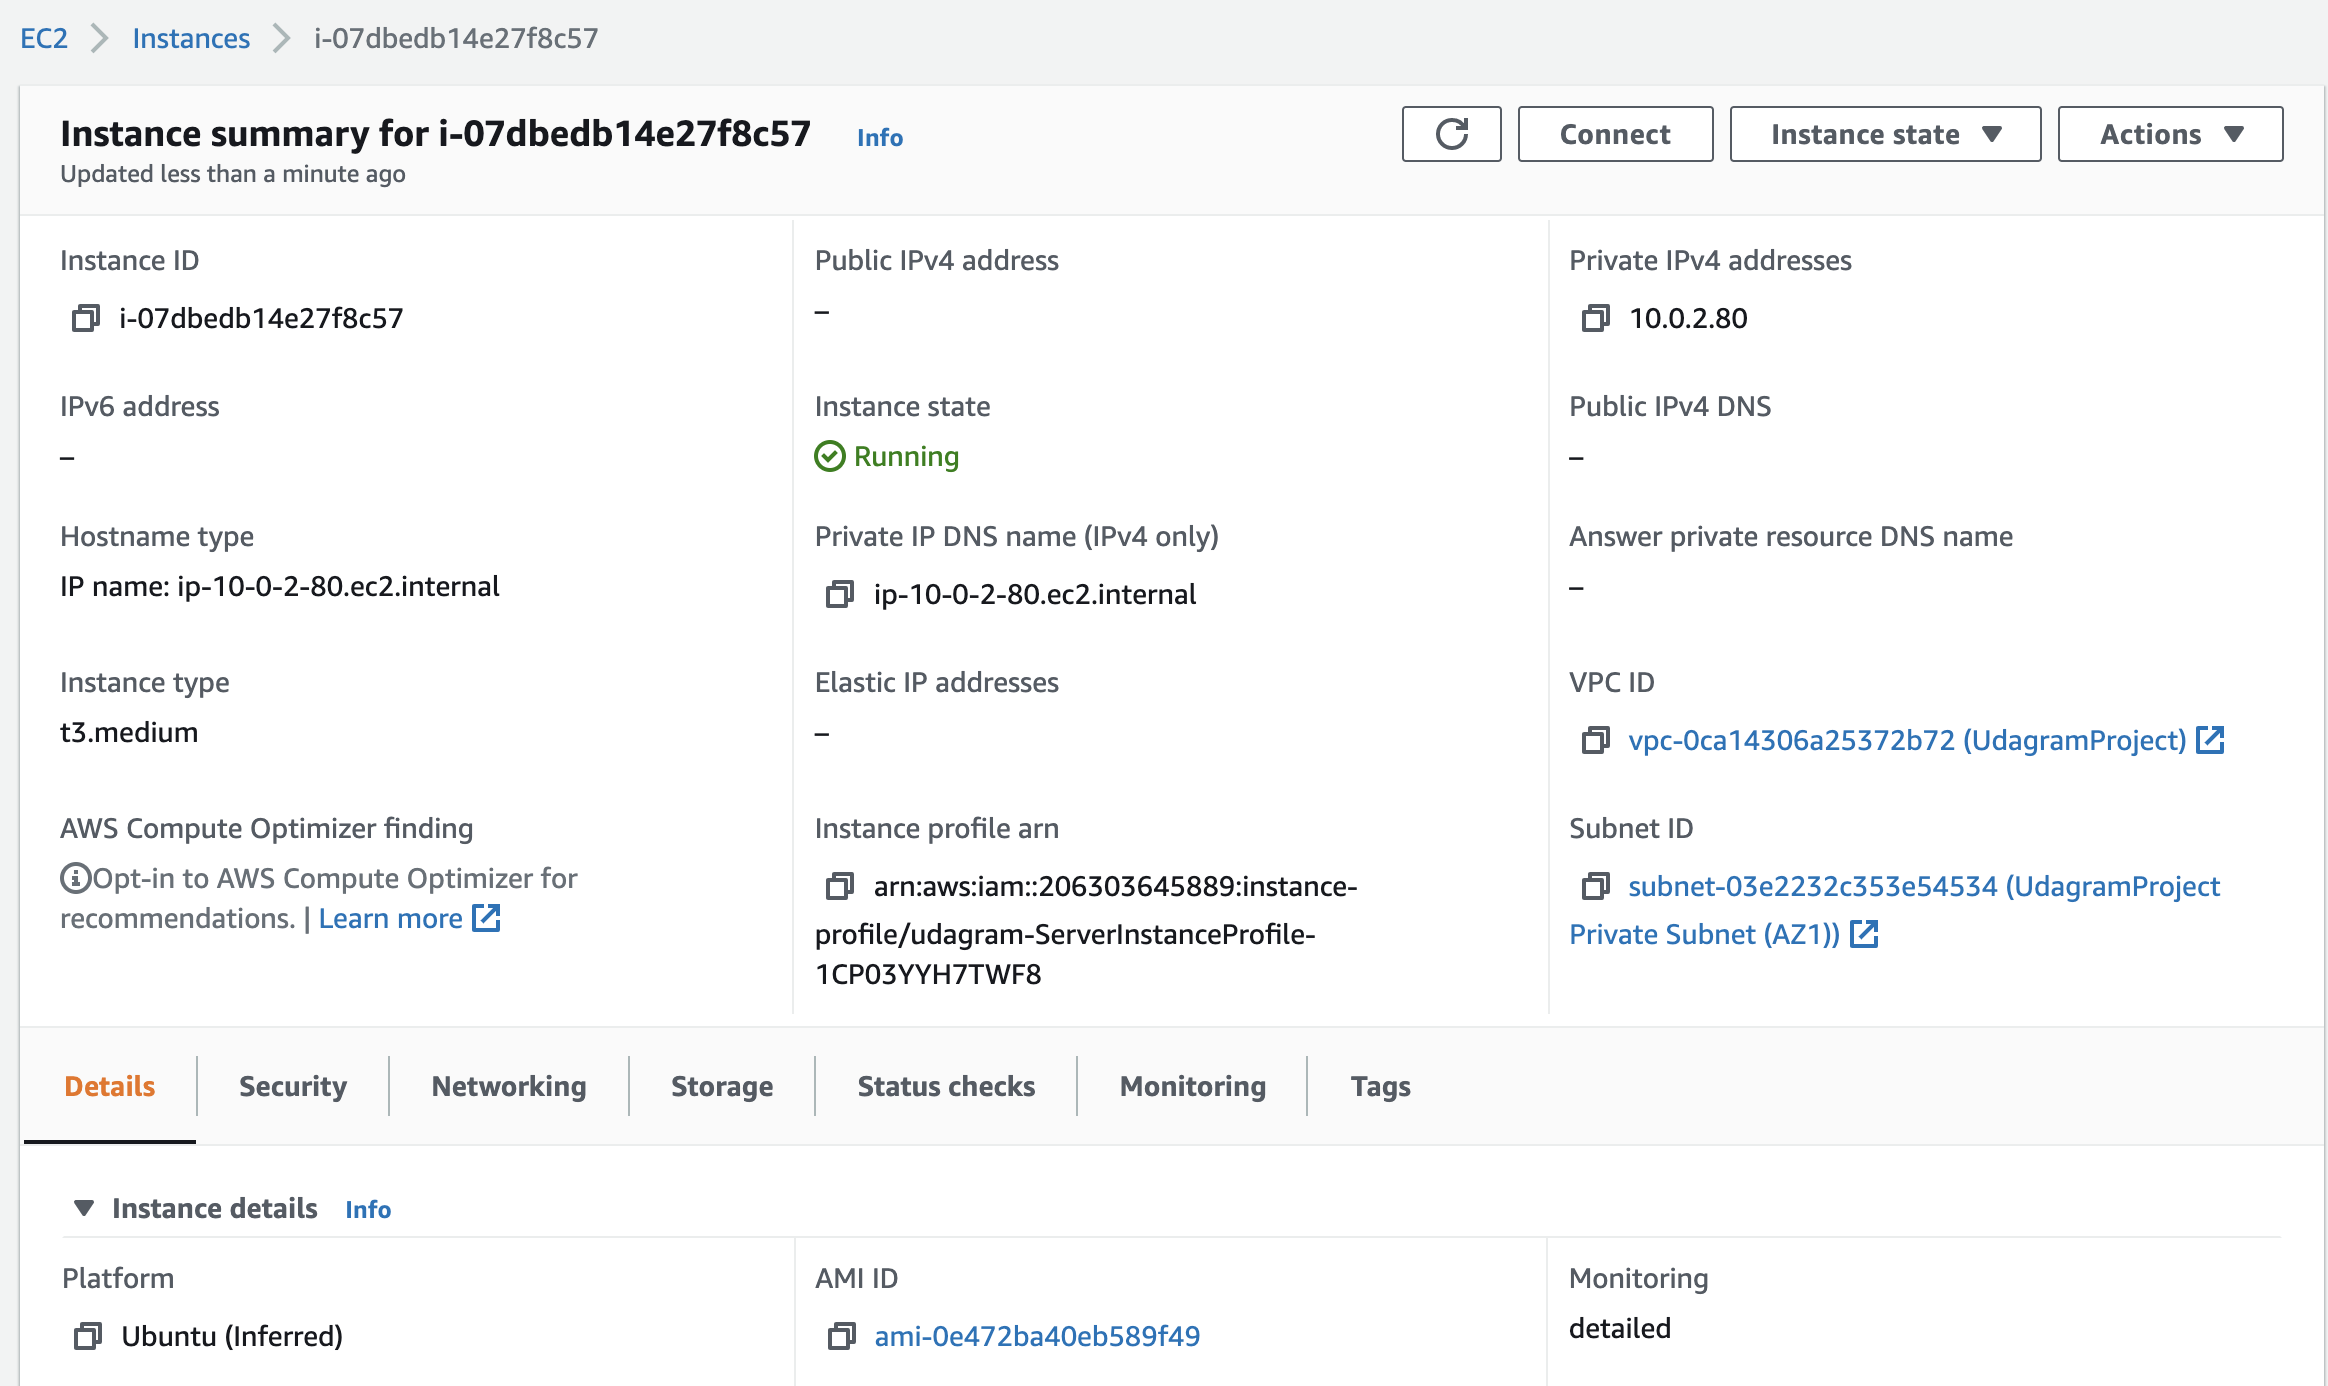 EC2 Instances i-07dbedb14e27f8c57
Instance summary for i-07dbedb14e27f8c57 Info
Updated less than a minute ago
Connect
Instance state
Actions
Instance ID
i-07dbedb14e27f8c57
Public IPv4 address
–
Private IPv4 addresses
10.0.2.80
IPv6 address
–
Instance state
Running
Public IPv4 DNS
–
Hostname type
IP name: ip-10-0-2-80.ec2.internal
Private IP DNS name (IPv4 only)
ip-10-0-2-80.ec2.internal
Answer private resource DNS name
–
Instance type
t3.medium
Elastic IP addresses
–
VPC ID
vpc-0ca14306a25372b72 (UdagramProject)
AWS Compute Optimizer finding
Opt-in to AWS Compute Optimizer for
recommendations. | Learn more
Instance profile arn
arn:aws:iam::206303645889:instance-
profile/udagram-ServerInstanceProfile-
1CP03YYH7TWF8
Subnet ID
subnet-03e2232c353e54534 (UdagramProject
Private Subnet (AZ1))
Details Security Networking Storage Status checks Monitoring Tags
Instance details Info
Platform
Ubuntu (Inferred)
AMI ID
ami-0e472ba40eb589f49
Monitoring
detailed